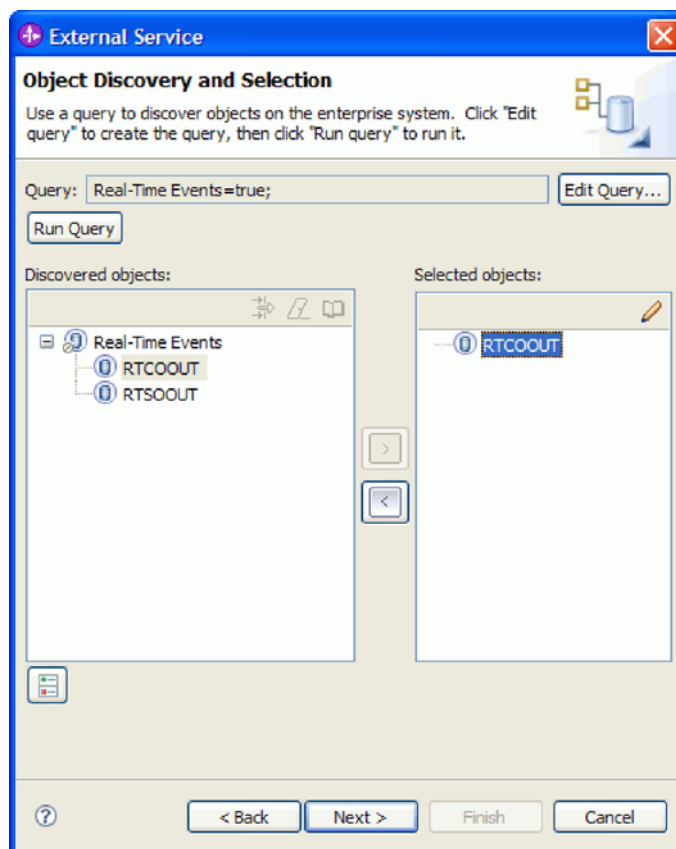 External Service
Object Discovery and Selection
Use a query to discover objects on the enterprise system. Click "Edit
query" to create the query, then click "Run query" to run it.
Query: Real-Time Events=true; Edit Query...
Run Query
Discovered objects: Selected objects:
Real-Time Events RTCOOUT
RTCOOUT
RTSOOUT
>
<
? < Back Next > Finish Cancel